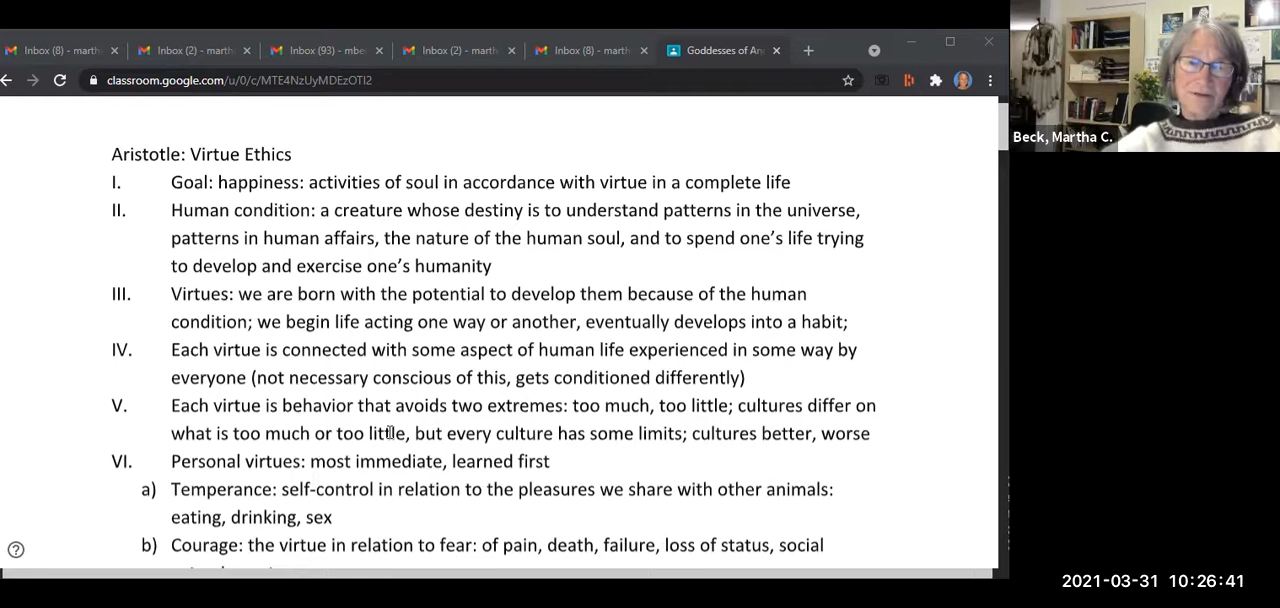 Inbox (8) - marth
Inbox (2) - marth
Inbox (93) - mbe
Inbox (2) - marth
Inbox (8) - marth
Goddesses of An
classroom.google.com/u/0/c/MTE4NzUyMDEzOTI2
Beck, Martha C.
Aristotle: Virtue Ethics
I. Goal: happiness: activities of soul in accordance with virtue in a complete life
II. Human condition: a creature whose destiny is to understand patterns in the universe,
patterns in human affairs, the nature of the human soul, and to spend one's life trying
to develop and exercise one's humanity
III. Virtues: we are born with the potential to develop them because of the human
condition; we begin life acting one way or another, eventually develops into a habit;
IV. Each virtue is connected with some aspect of human life experienced in some way by
everyone (not necessary conscious of this, gets conditioned differently)
V. Each virtue is behavior that avoids two extremes: too much, too little; cultures differ on
what is too much or too little, but every culture has some limits; cultures better, worse
VI. Personal virtues: most immediate, learned first
a) Temperance: self-control in relation to the pleasures we share with other animals:
eating, drinking, sex
b) Courage: the virtue in relation to fear: of pain, death, failure, loss of status, social
2021-03-31 10:26:41